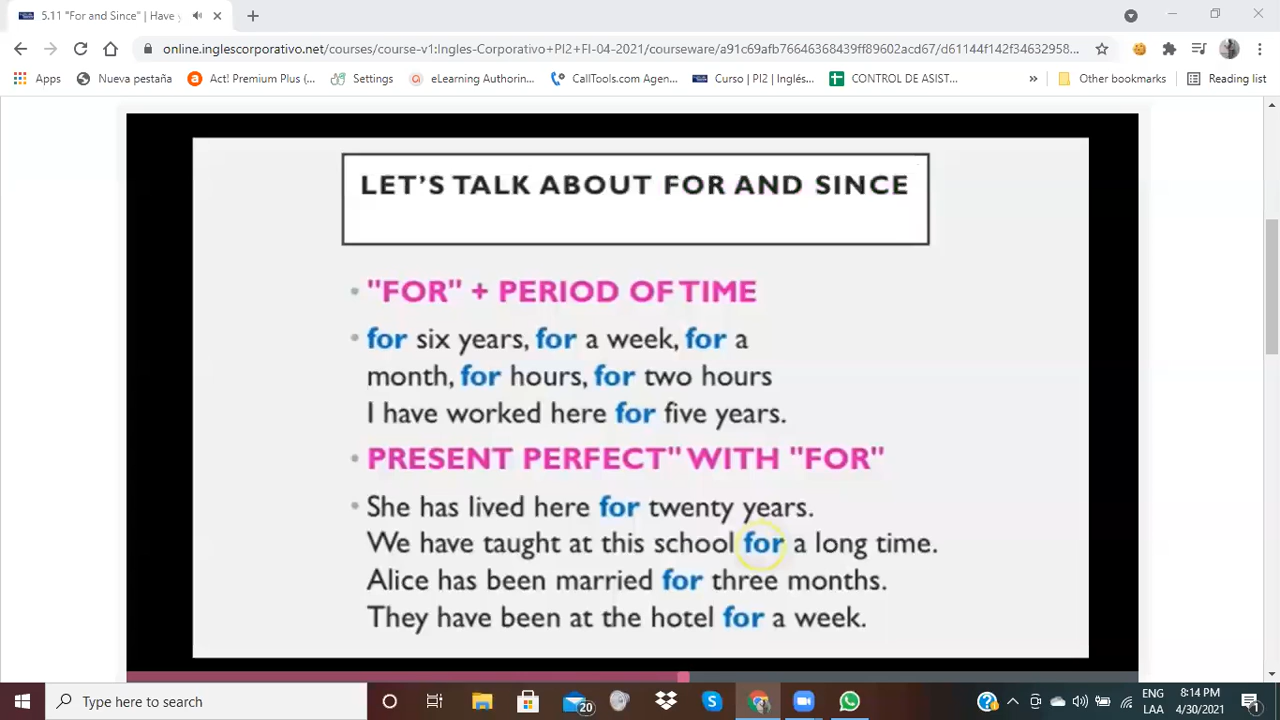 5.11 "For and Since" | Have y
online.inglescorporativo.net/courses/course-v1:Ingles-Corporativo+PI2+FI-04-2021/courseware/a91c69afb76646368439ff89602acd67/d61144f142f34632958...
Apps Nueva pestaña Act! Premium Plus (... Settings eLearning Authorin... CallTools.com Agen... Curso | PI2 | Inglés... CONTROL DE ASIST... » Other bookmarks Reading list
LET'S TALK ABOUT FOR AND SINCE
• "FOR" + PERIOD OF TIME
• for six years, for a week, for a
month, for hours, for two hours
I have worked here for five years.
• PRESENT PERFECT" WITH "FOR"
• She has lived here for twenty years.
We have taught at this school for a long time.
Alice has been married for three months.
They have been at the hotel for a week.
Type here to search 20 ENG 8:14 PM
LAA 4/30/2021 1